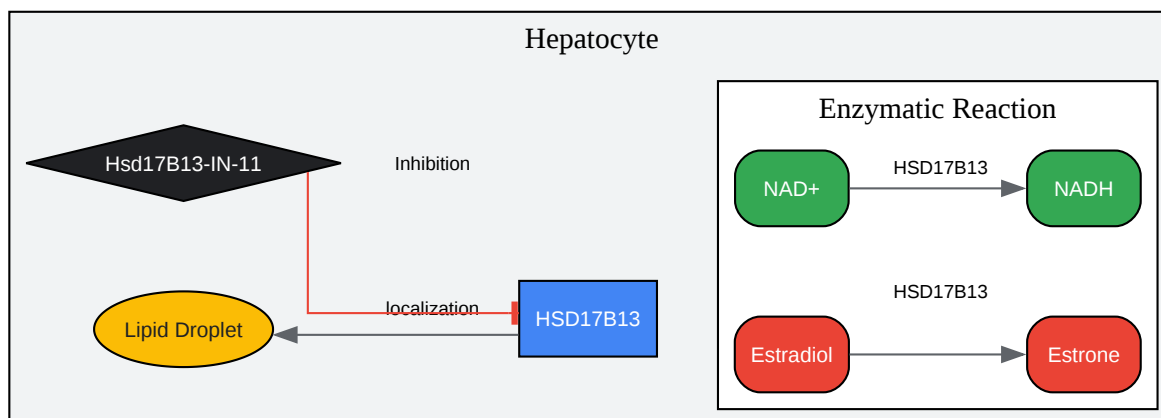 Hepatocyte
Hsd17B13-IN-11
Inhibition
Lipid Droplet
localization
HSD17B13
Enzymatic Reaction
NAD+
HSD17B13
NADH
HSD17B13
Estradiol
Estrone